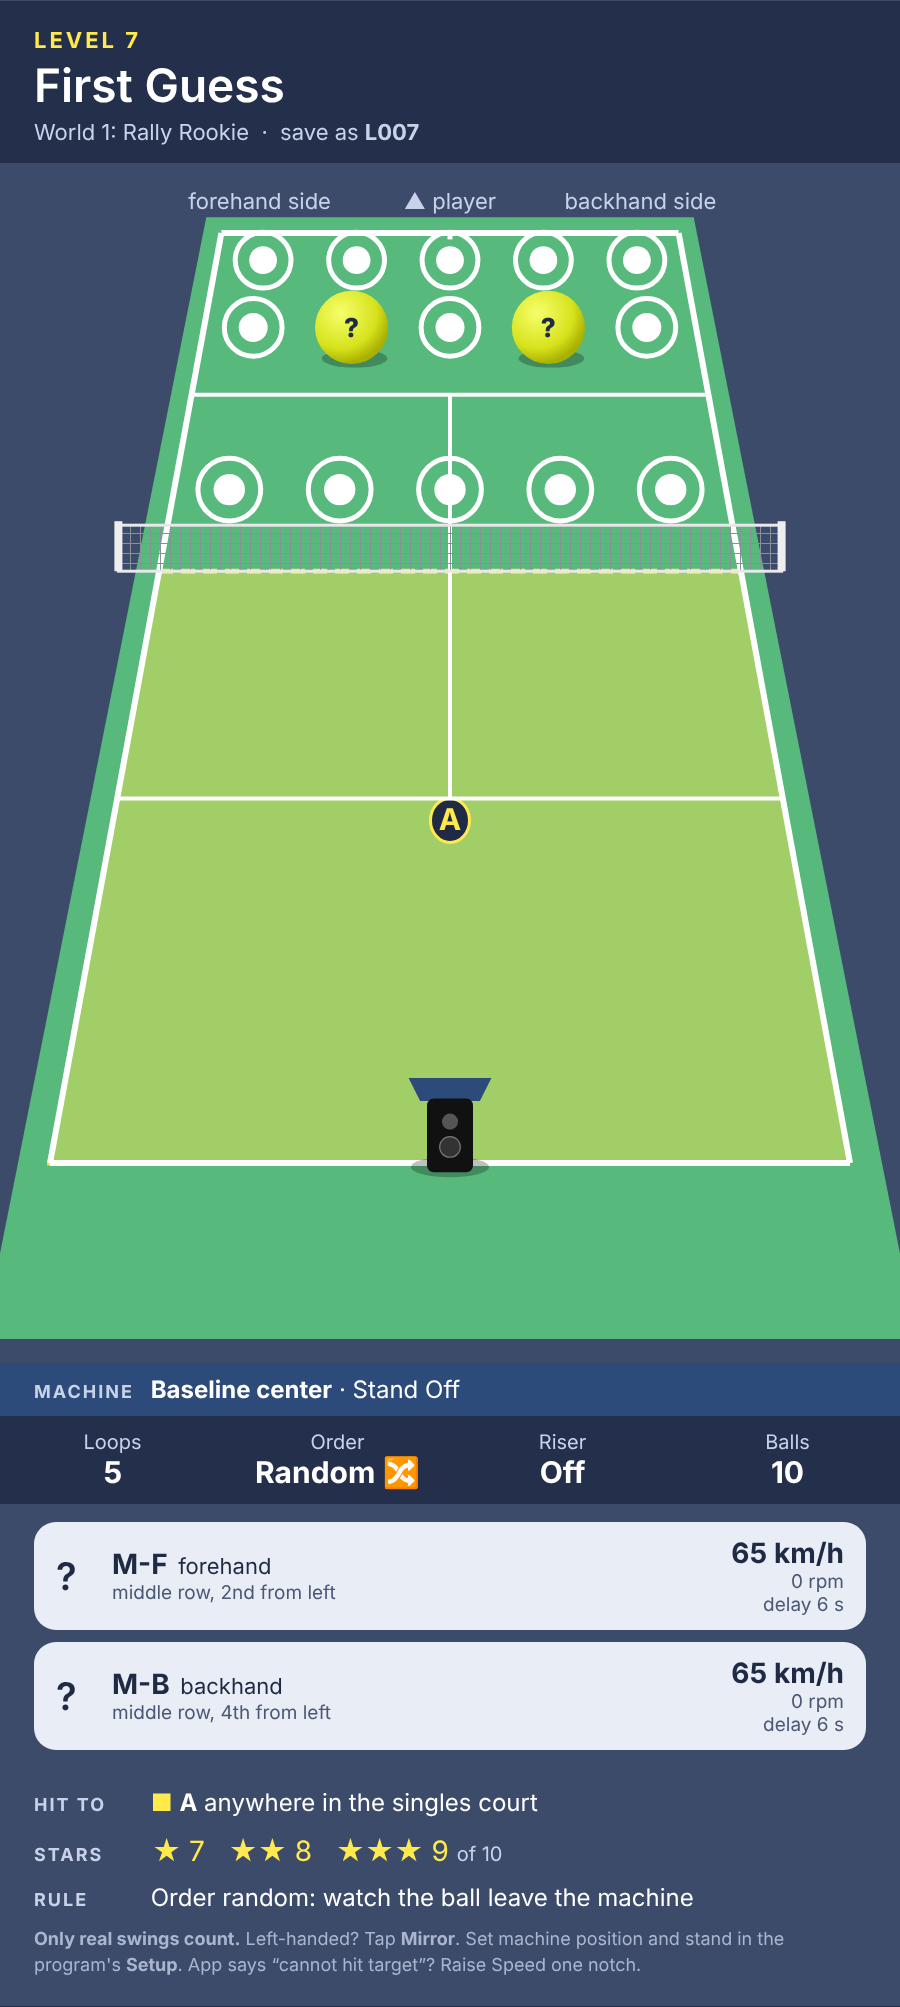 LEVEL 7
First Guess
World 1: Rally Rookie · save as L007
forehand side ▲ player backhand side
? ?
A
MACHINE Baseline center · Stand Off
Loops Order Riser Balls
5 Random 🔀 Off 10
? M-F forehand 65 km/h
middle row, 2nd from left 0 rpm
delay 6 s
? M-B backhand 65 km/h
middle row, 4th from left 0 rpm
delay 6 s
HIT TO ■ A anywhere in the singles court
STARS ★ 7 ★★ 8 ★★★ 9 of 10
RULE Order random: watch the ball leave the machine
Only real swings count. Left-handed? Tap Mirror. Set machine position and stand in the
program's Setup. App says “cannot hit target”? Raise Speed one notch.